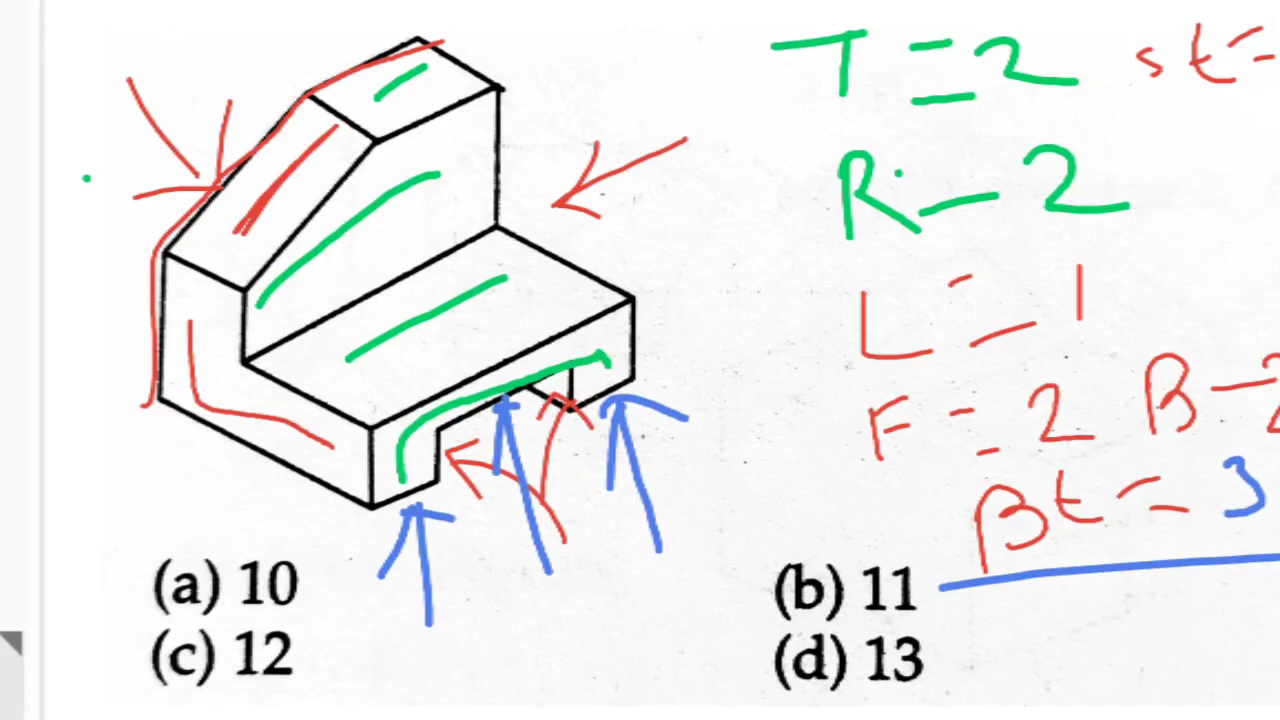 T = 2 st =
R - 2
L = 1
F = 2 B - 2
Bt = 3
(a) 10 (b) 11
(c) 12 (d) 13